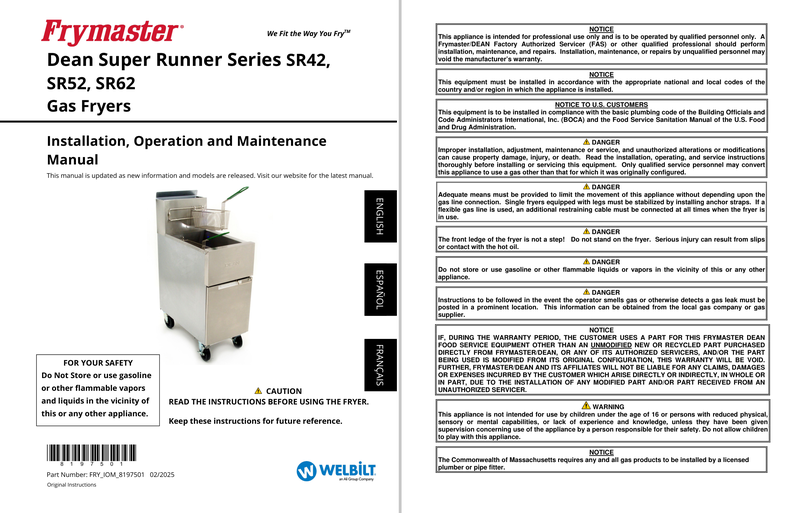 Frymaster®
We Fit the Way You Fry™
Dean Super Runner Series SR42,
SR52, SR62
Gas Fryers
Installation, Operation and Maintenance
Manual
This manual is updated as new information and models are released. Visit our website for the latest manual.
ENGLISH
ESPAÑOL
FRANÇAIS
FOR YOUR SAFETY
Do Not Store or use gasoline
or other flammable vapors
and liquids in the vicinity of
this or any other appliance.
CAUTION
READ THE INSTRUCTIONS BEFORE USING THE FRYER.
Keep these instructions for future reference.
8197501
Part Number: FRY_IOM_8197501 02/2025
Original Instructions
WELBILT
an Ali Group Company
NOTICE
This appliance is intended for professional use only and is to be operated by qualified personnel only. A
Frymaster/DEAN Factory Authorized Servicer (FAS) or other qualified professional should perform
installation, maintenance, and repairs. Installation, maintenance, or repairs by unqualified personnel may
void the manufacturer's warranty.
NOTICE
This equipment must be installed in accordance with the appropriate national and local codes of the
country and/or region in which the appliance is installed.
NOTICE TO U.S. CUSTOMERS
This equipment is to be installed in compliance with the basic plumbing code of the Building Officials and
Code Administrators International, Inc. (BOCA) and the Food Service Sanitation Manual of the U.S. Food
and Drug Administration.
DANGER
Improper installation, adjustment, maintenance or service, and unauthorized alterations or modifications
can cause property damage, injury, or death. Read the installation, operating, and service instructions
thoroughly before installing or servicing this equipment. Only qualified service personnel may convert
this appliance to use a gas other than that for which it was originally configured.
DANGER
Adequate means must be provided to limit the movement of this appliance without depending upon the
gas line connection. Single fryers equipped with legs must be stabilized by installing anchor straps. If a
flexible gas line is used, an additional restraining cable must be connected at all times when the fryer is
in use.
DANGER
The front ledge of the fryer is not a step! Do not stand on the fryer. Serious injury can result from slips
or contact with the hot oil.
DANGER
Do not store or use gasoline or other flammable liquids or vapors in the vicinity of this or any other
appliance.
DANGER
Instructions to be followed in the event the operator smells gas or otherwise detects a gas leak must be
posted in a prominent location. This information can be obtained from the local gas company or gas
supplier.
NOTICE
IF, DURING THE WARRANTY PERIOD, THE CUSTOMER USES A PART FOR THIS FRYMASTER DEAN
FOOD SERVICE EQUIPMENT OTHER THAN AN UNMODIFIED NEW OR RECYCLED PART PURCHASED
DIRECTLY FROM FRYMASTER/DEAN, OR ANY OF ITS AUTHORIZED SERVICERS, AND/OR THE PART
BEING USED IS MODIFIED FROM ITS ORIGINAL CONFIGURATION, THIS WARRANTY WILL BE VOID.
FURTHER, FRYMASTER/DEAN AND ITS AFFILIATES WILL NOT BE LIABLE FOR ANY CLAIMS, DAMAGES
OR EXPENSES INCURRED BY THE CUSTOMER WHICH ARISE DIRECTLY OR INDIRECTLY, IN WHOLE OR
IN PART, DUE TO THE INSTALLATION OF ANY MODIFIED PART AND/OR PART RECEIVED FROM AN
UNAUTHORIZED SERVICER.
WARNING
This appliance is not intended for use by children under the age of 16 or persons with reduced physical,
sensory or mental capabilities, or lack of experience and knowledge, unless they have been given
supervision concerning use of the appliance by a person responsible for their safety. Do not allow children
to play with this appliance.
NOTICE
The Commonwealth of Massachusetts requires any and all gas products to be installed by a licensed
plumber or pipe fitter.